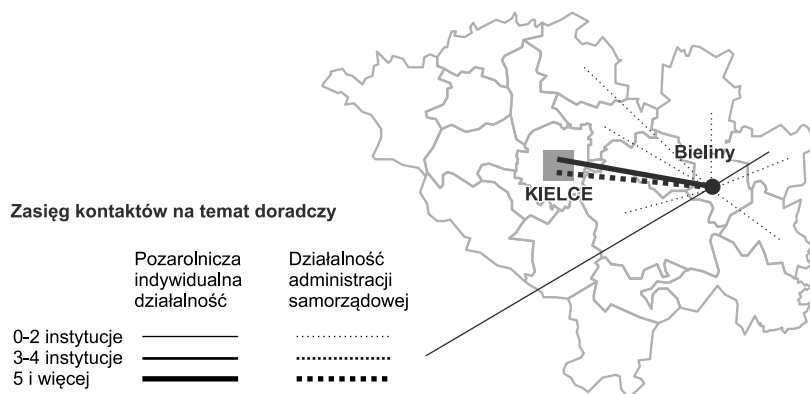 Bieliny
KIELCE
Zasięg kontaktów na temat doradczy
Pozarolnicza
indywidualna
działalność
Działalność
administracji
samorządowej
0-2 instytucje
3-4 instytucje
5 i więcej